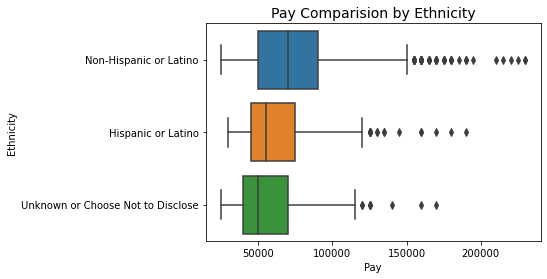 Pay Comparision by Ethnicity
Non-Hispanic or Latino
Hispanic or Latino
Unknown or Choose Not to Disclose
Ethnicity
50000 100000 150000 200000
Pay